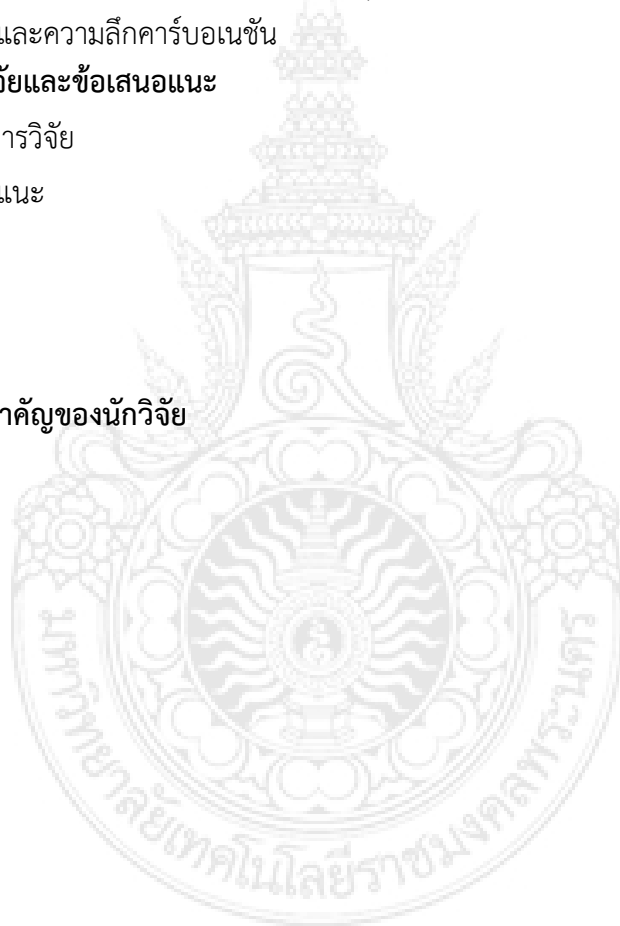 และความลึกคาร์บอเนชัน
จัยและข้อเสนอแนะ
ารวิจัย
แนะ
ำคัญของนักวิจัย
มหาวิทยาลัยเทคโนโลยีราชมงคลพระนคร